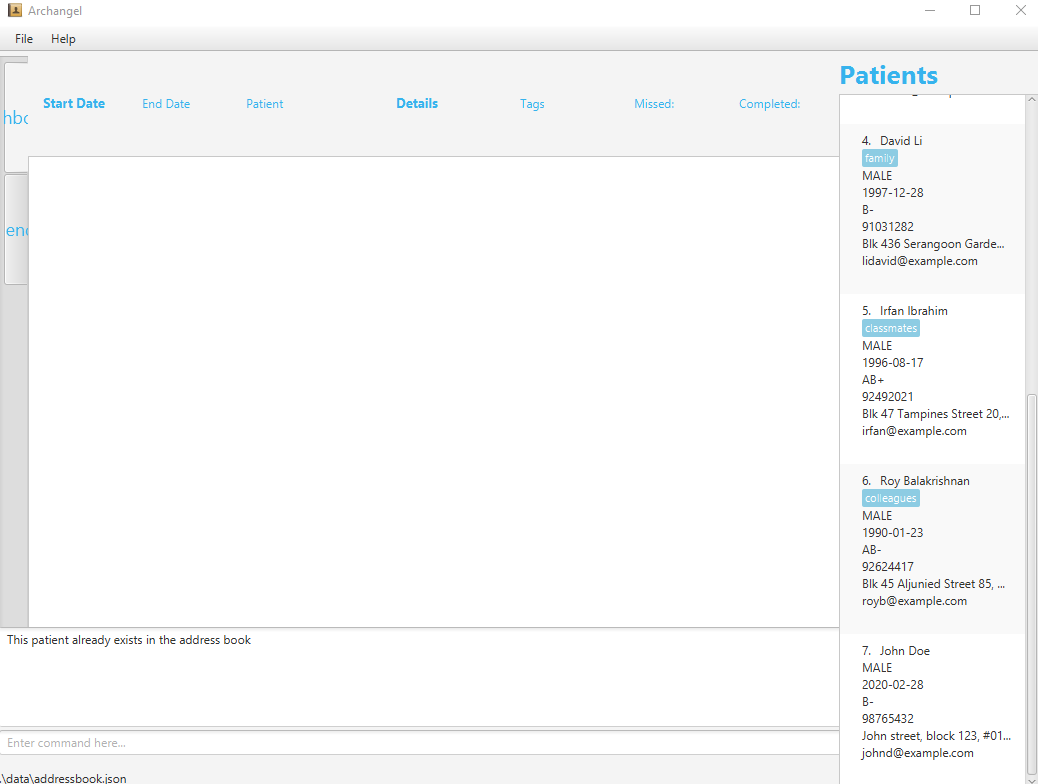 Archangel
File Help
Start Date End Date Patient Details Tags Missed: Completed:
Patients
4. David Li
family
MALE
1997-12-28
B-
91031282
Blk 436 Serangoon Garde...
lidavid@example.com
5. Irfan Ibrahim
classmates
MALE
1996-08-17
AB+
92492021
Blk 47 Tampines Street 20,...
irfan@example.com
6. Roy Balakrishnan
colleagues
MALE
1990-01-23
AB-
92624417
Blk 45 Aljunied Street 85, ...
royb@example.com
7. John Doe
MALE
2020-02-28
B-
98765432
John street, block 123, #01...
johnd@example.com
This patient already exists in the address book
Enter command here...
.\data\addressbook.json